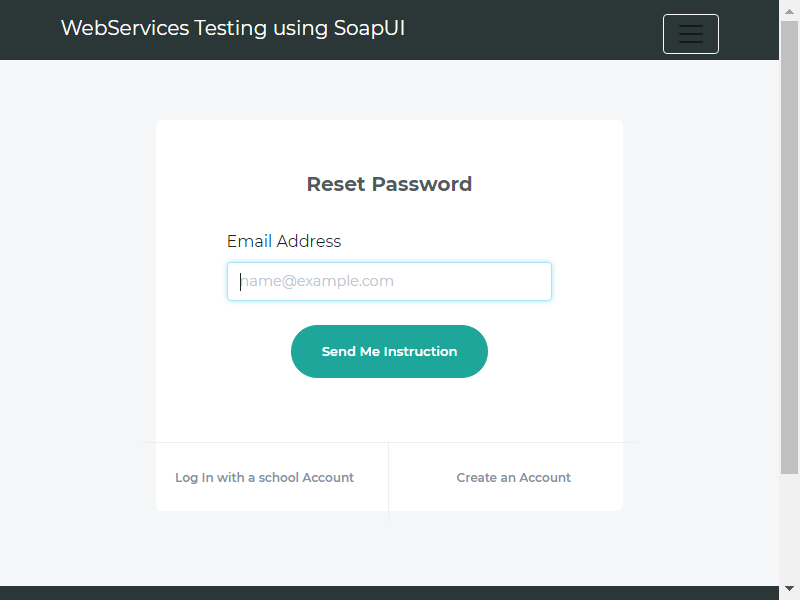 WebServices Testing using SoapUI
Reset Password
Email Address
name@example.com
Send Me Instruction
Log In with a school Account
Create an Account